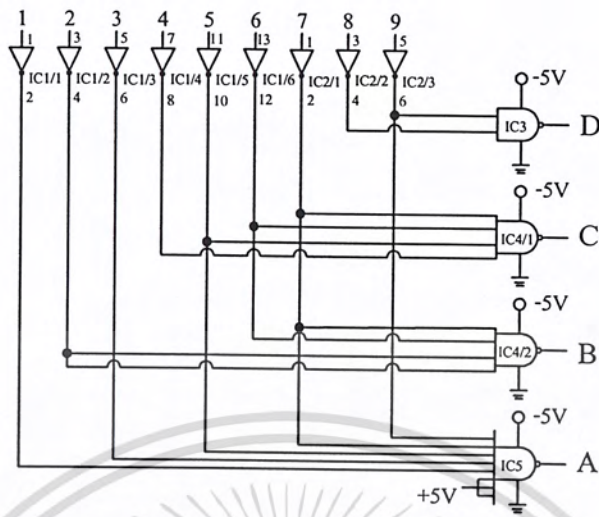 1 2 3 4 5 6 7 8 9
1 3 5 7 11 13 1 3 5
IC1/1 IC1/2 IC1/3 IC1/4 IC1/5 IC1/6 IC2/1 IC2/2 IC2/3
2 4 6 8 10 12 2 4 6
-5V
IC3 D
-5V
IC4/1 C
-5V
IC4/2 B
-5V
IC5 A
+5V